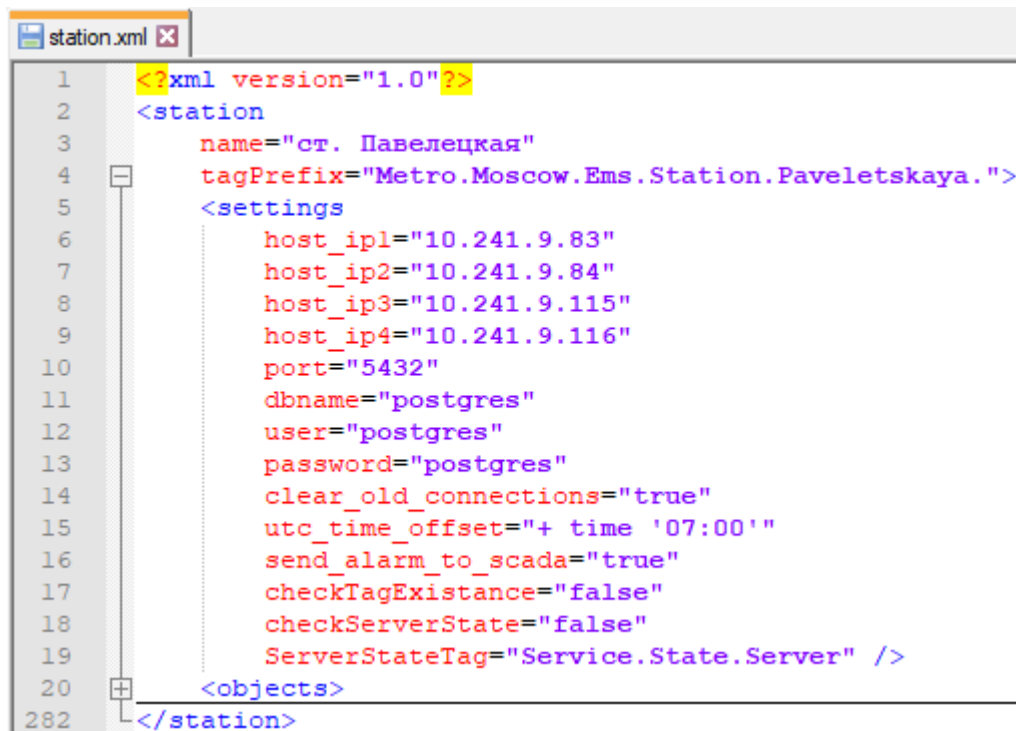 station.xml
1 <?xml version="1.0"?>
2 <station
3 name="ст. Павелецкая"
4 tagPrefix="Metro.Moscow.Ems.Station.Paveletskaya.">
5 <settings
6 host_ip1="10.241.9.83"
7 host_ip2="10.241.9.84"
8 host_ip3="10.241.9.115"
9 host_ip4="10.241.9.116"
10 port="5432"
11 dbname="postgres"
12 user="postgres"
13 password="postgres"
14 clear_old_connections="true"
15 utc_time_offset="+ time '07:00'"
16 send_alarm_to_scada="true"
17 checkTagExistance="false"
18 checkServerState="false"
19 ServerStateTag="Service.State.Server" />
20 <objects>
282 </station>